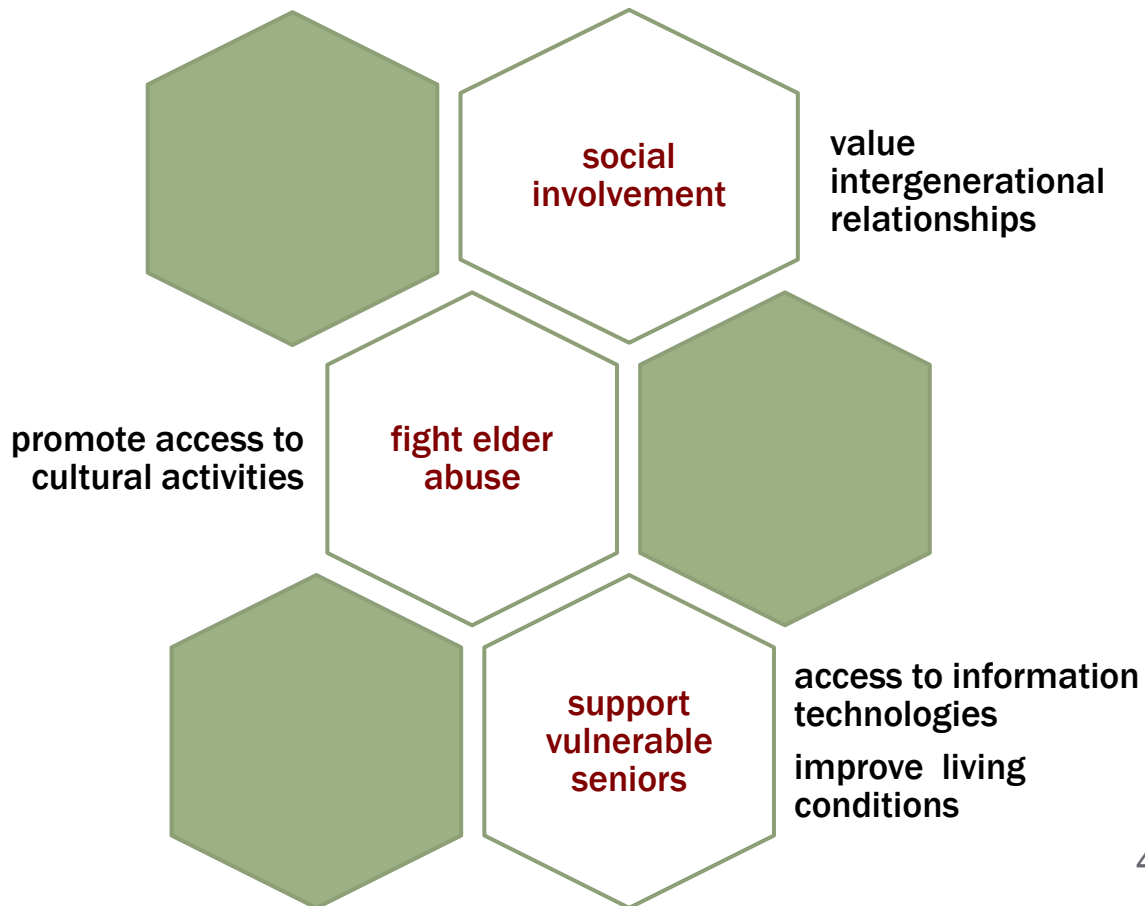 social
involvement
value
intergenerational
relationships
promote access to
cultural activities
fight elder
abuse
support
vulnerable
seniors
access to information
technologies
improve  living
conditions
4